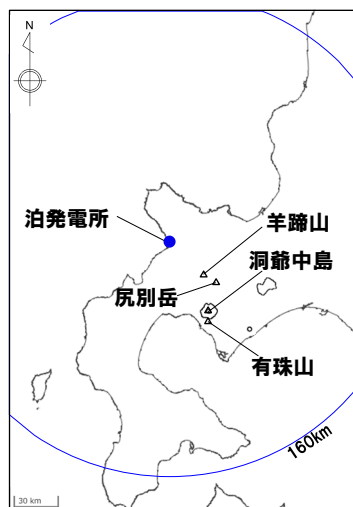 N
泊発電所
羊蹄山
洞爺中島
尻別岳
有珠山
160km
30 km